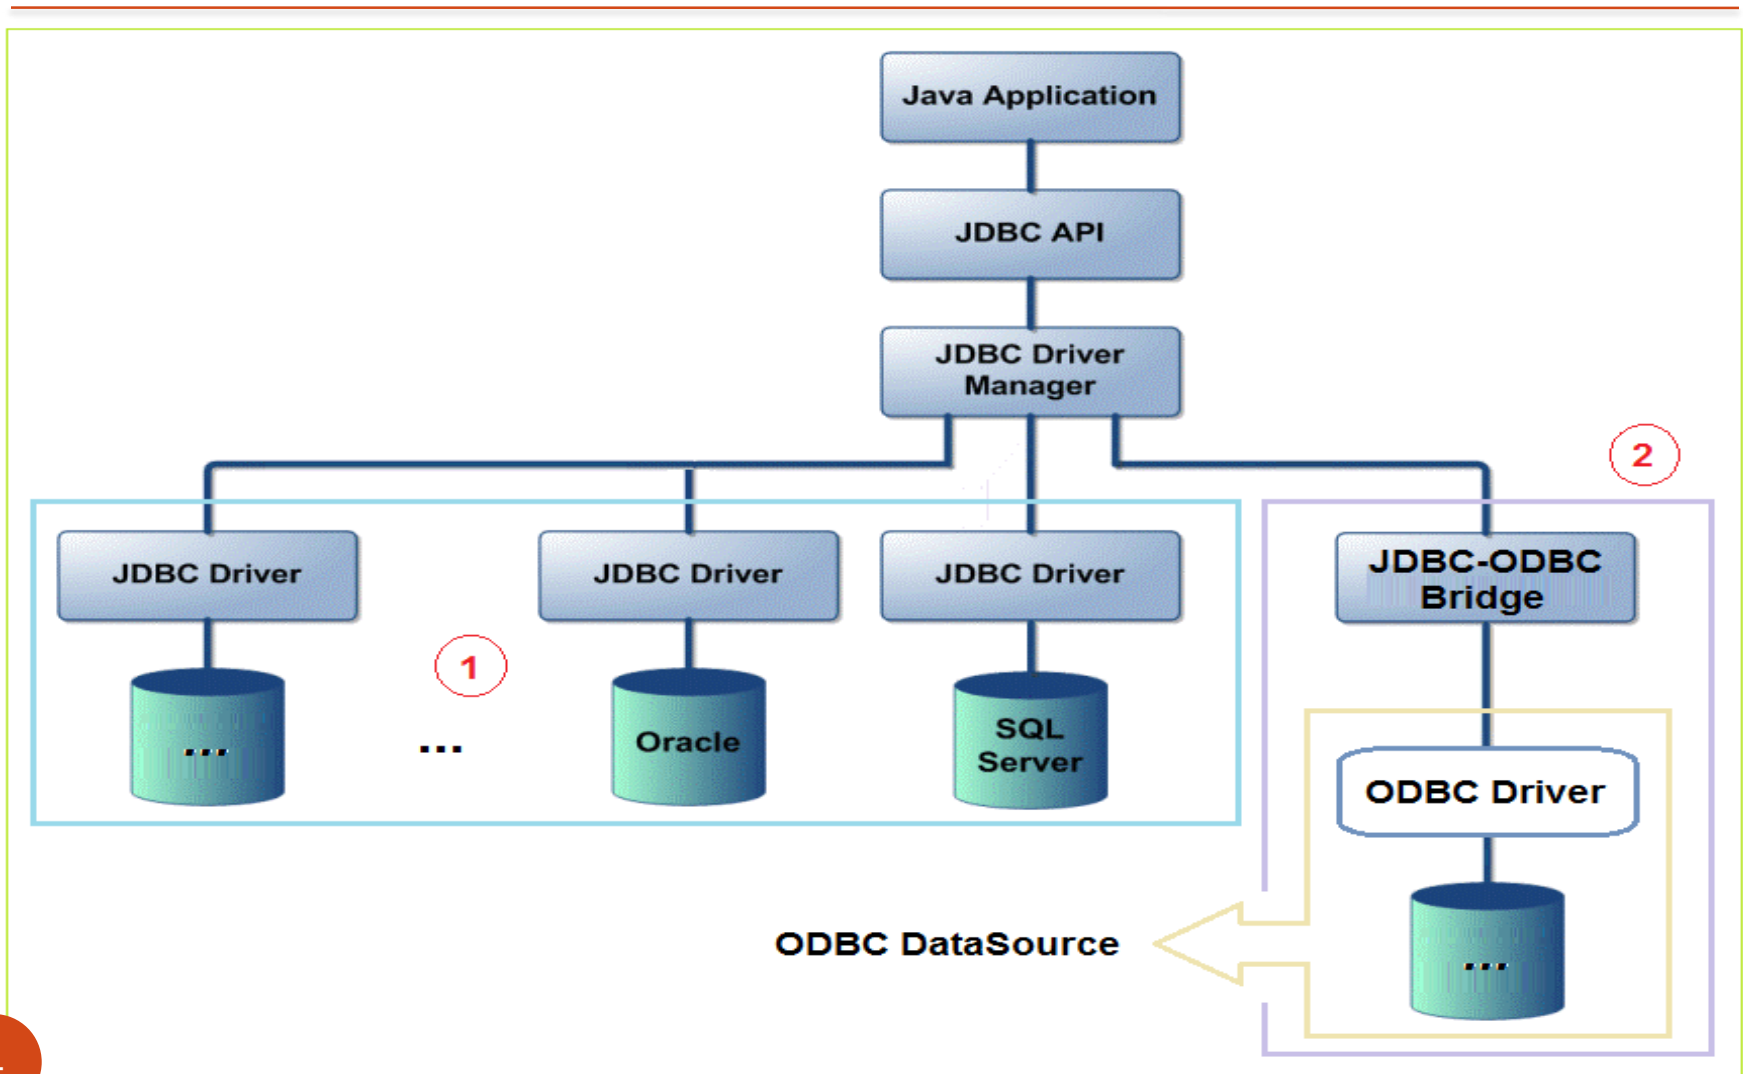 Java Application
JDBC API
JDBC Driver
Manager
2
JDBC Driver
JDBC Driver
JDBC Driver
JDBC-ODBC
Bridge
1
...
...
Oracle
SQL
Server
ODBC Driver
ODBC DataSource
...